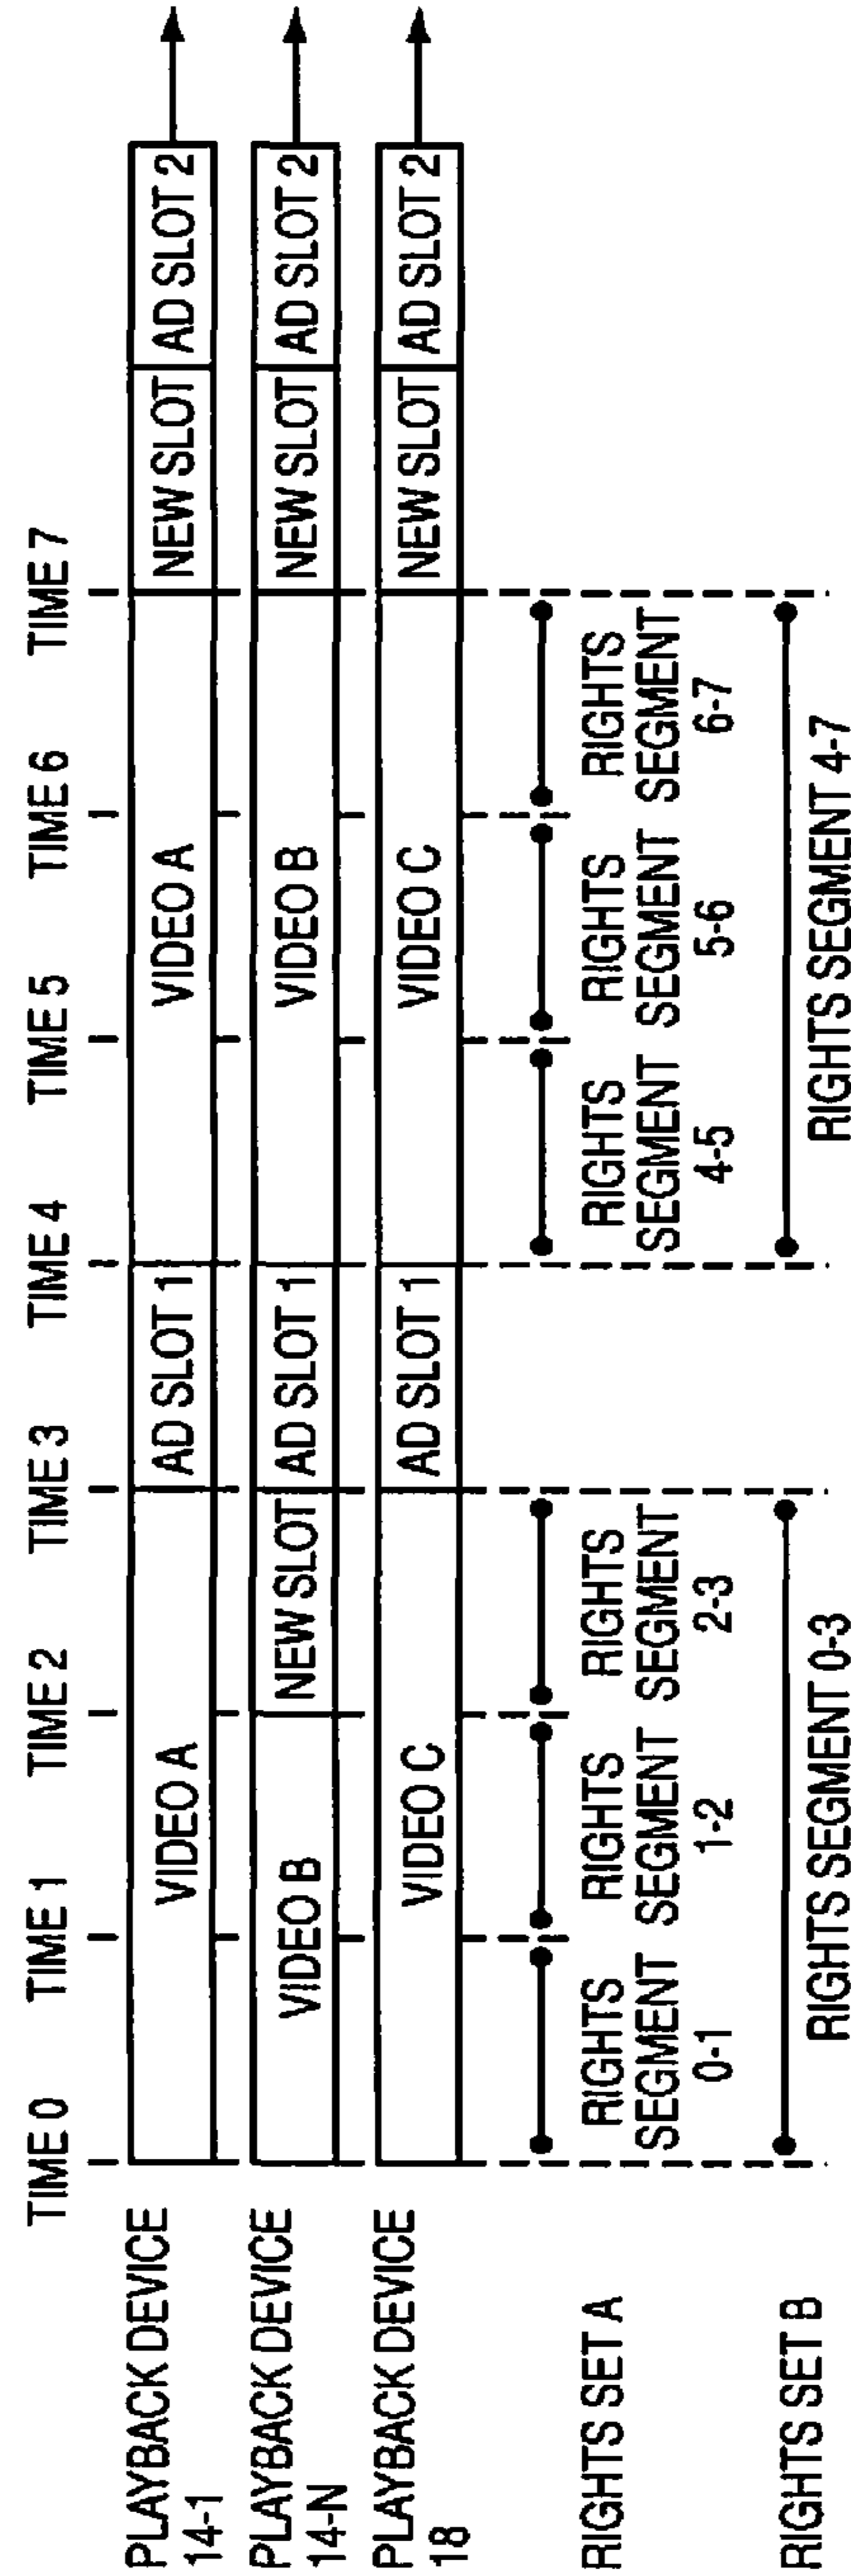 TIME 0 TIME 1 TIME 2 TIME 3 TIME 4 TIME 5 TIME 6 TIME 7
PLAYBACK DEVICE
14-1
VIDEO A
AD SLOT 1
VIDEO A
NEW SLOT
AD SLOT 2
PLAYBACK DEVICE
14-N
VIDEO B
NEW SLOT
AD SLOT 1
VIDEO B
NEW SLOT
AD SLOT 2
PLAYBACK DEVICE
18
VIDEO C
AD SLOT 1
VIDEO C
NEW SLOT
AD SLOT 2
RIGHTS SET A
RIGHTS
SEGMENT
0-1
RIGHTS
SEGMENT
1-2
RIGHTS
SEGMENT
2-3
RIGHTS
SEGMENT
4-5
RIGHTS
SEGMENT
5-6
RIGHTS
SEGMENT
6-7
RIGHTS SET B
RIGHTS SEGMENT 0-3
RIGHTS SEGMENT 4-7